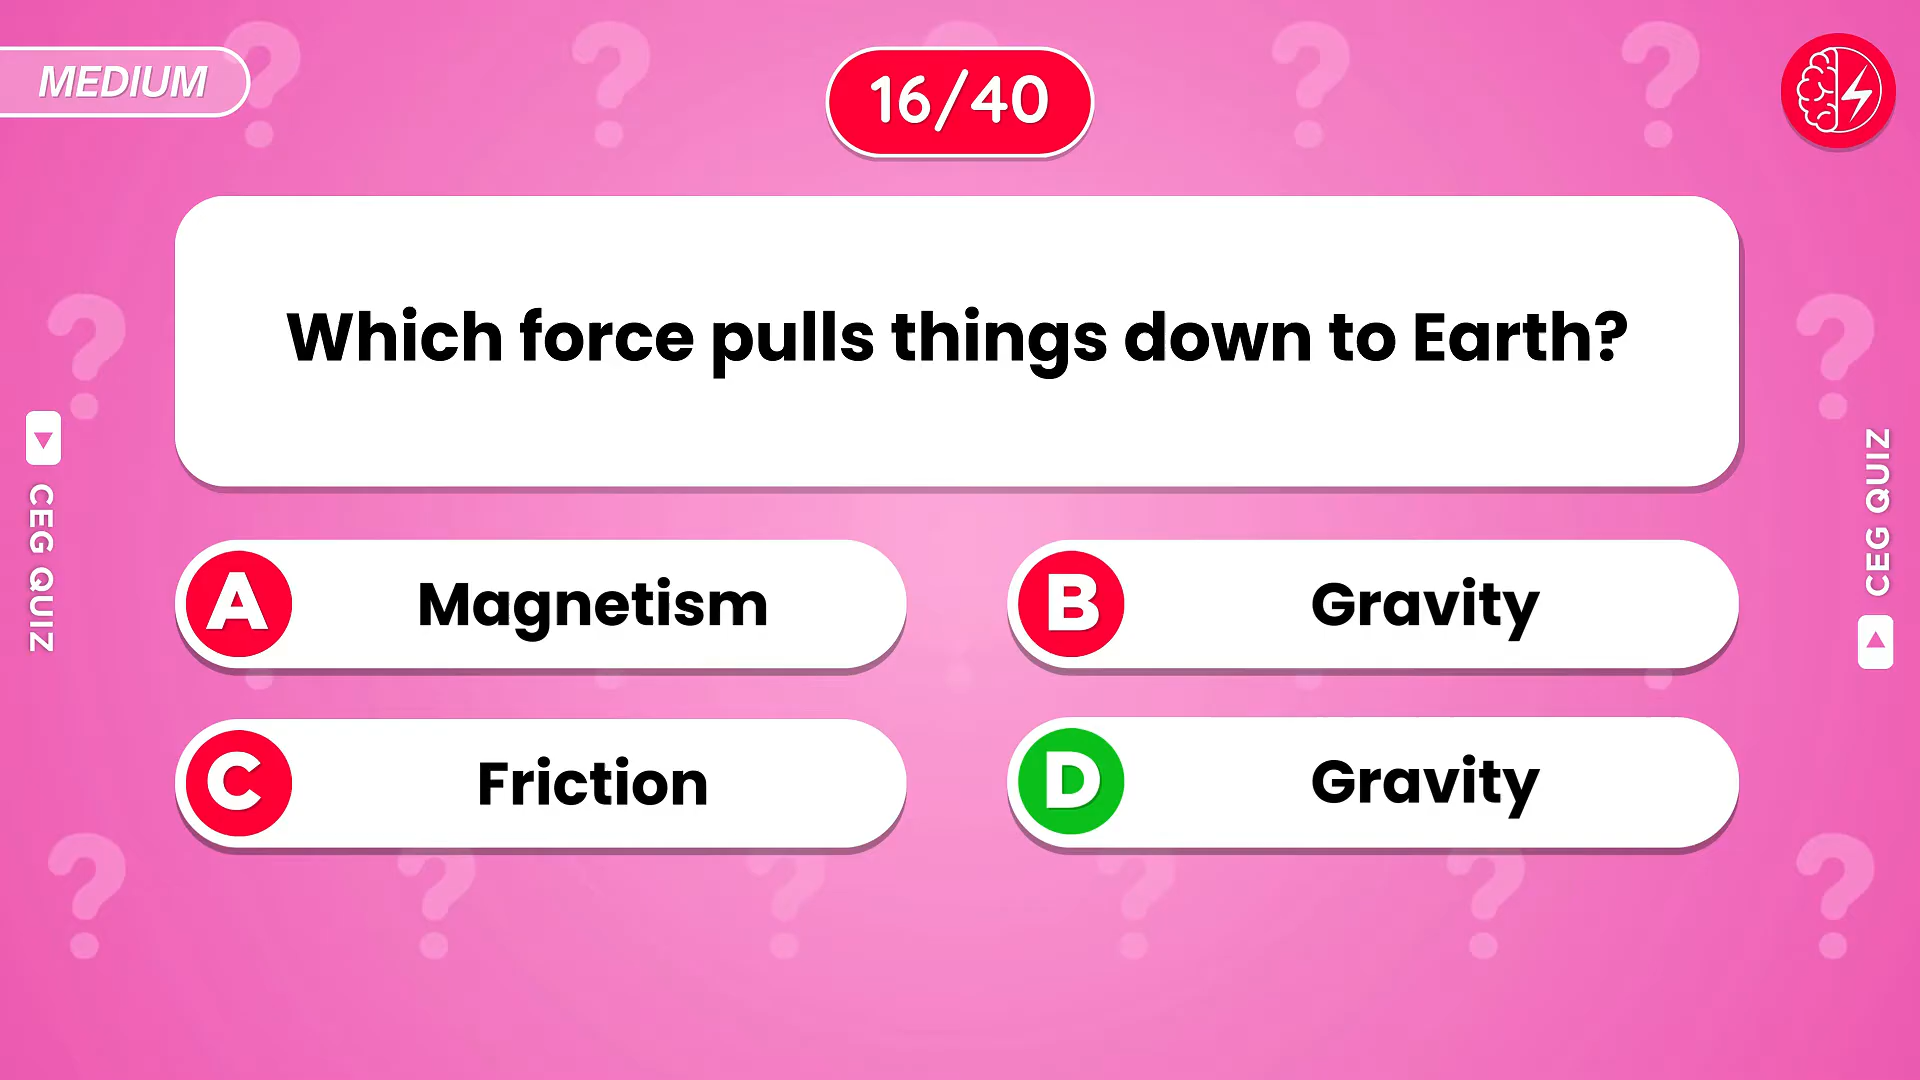 MEDIUM
16/40
Which force pulls things down to Earth?
A Magnetism
B Gravity
C Friction
D Gravity
CEG QUIZ
CEG QUIZ